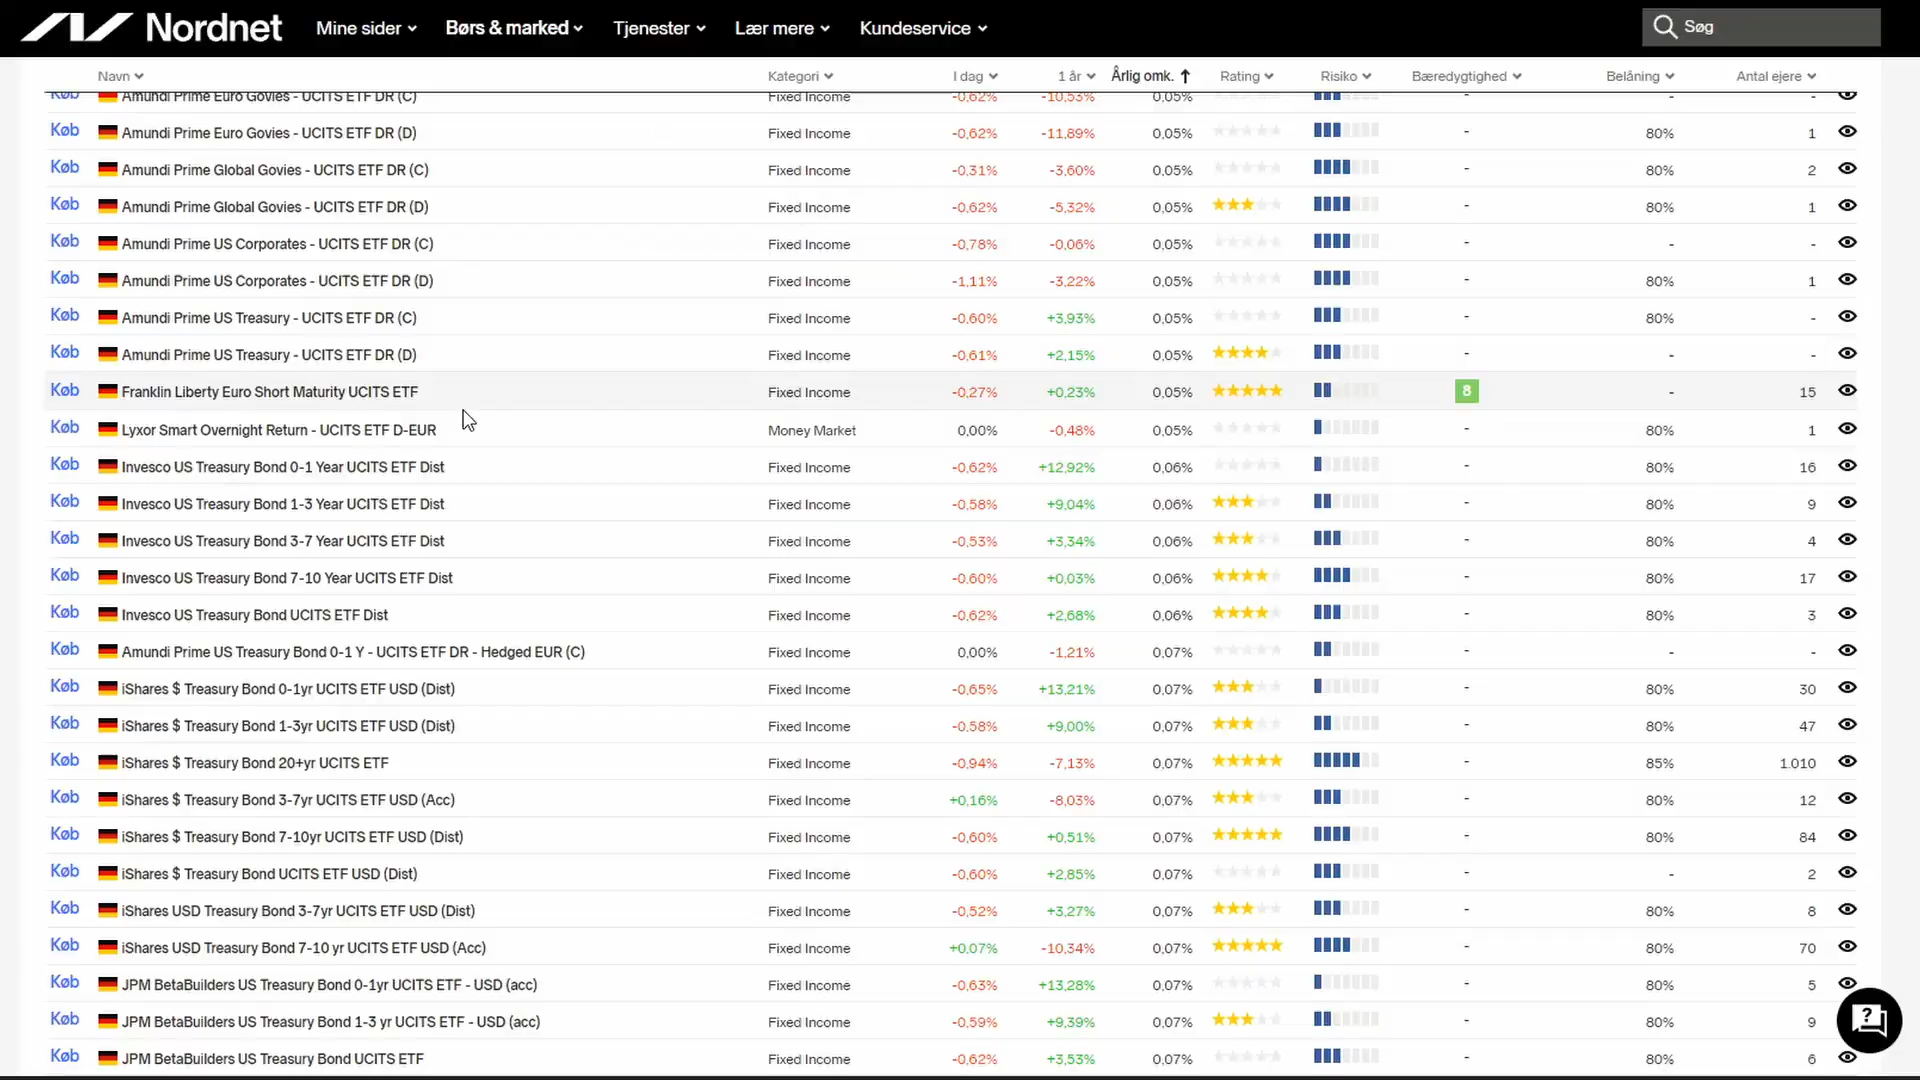 Nordnet Mine sider Børs & marked Tjenester Lær mere Kundeservice Søg
Navn Kategori I dag 1 år Årlig omk. Rating Risiko Bæredygtighed Belåning Antal ejere
Køb Amundi Prime Euro Govies - UCITS ETF DR (C) Fixed Income -0,62% -10,53% 0,05% - - -
Køb Amundi Prime Euro Govies - UCITS ETF DR (D) Fixed Income -0,62% -11,89% 0,05% - 80% 1
Køb Amundi Prime Global Govies - UCITS ETF DR (C) Fixed Income -0,31% -3,60% 0,05% - 80% 2
Køb Amundi Prime Global Govies - UCITS ETF DR (D) Fixed Income -0,62% -5,32% 0,05% - 80% 1
Køb Amundi Prime US Corporates - UCITS ETF DR (C) Fixed Income -0,78% -0,06% 0,05% - - -
Køb Amundi Prime US Corporates - UCITS ETF DR (D) Fixed Income -1,11% -3,22% 0,05% - 80% 1
Køb Amundi Prime US Treasury - UCITS ETF DR (C) Fixed Income -0,60% +3,93% 0,05% - 80% -
Køb Amundi Prime US Treasury - UCITS ETF DR (D) Fixed Income -0,61% +2,15% 0,05% - - -
Køb Franklin Liberty Euro Short Maturity UCITS ETF Fixed Income -0,27% +0,23% 0,05% 8 - 15
Køb Lyxor Smart Overnight Return - UCITS ETF D-EUR Money Market 0,00% -0,48% 0,05% - 80% 1
Køb Invesco US Treasury Bond 0-1 Year UCITS ETF Dist Fixed Income -0,62% +12,92% 0,06% - 80% 16
Køb Invesco US Treasury Bond 1-3 Year UCITS ETF Dist Fixed Income -0,58% +9,04% 0,06% - 80% 9
Køb Invesco US Treasury Bond 3-7 Year UCITS ETF Dist Fixed Income -0,53% +3,34% 0,06% - 80% 4
Køb Invesco US Treasury Bond 7-10 Year UCITS ETF Dist Fixed Income -0,60% +0,03% 0,06% - 80% 17
Køb Invesco US Treasury Bond UCITS ETF Dist Fixed Income -0,62% +2,68% 0,06% - 80% 3
Køb Amundi Prime US Treasury Bond 0-1 Y - UCITS ETF DR - Hedged EUR (C) Fixed Income 0,00% -1,21% 0,07% - - -
Køb iShares $ Treasury Bond 0-1yr UCITS ETF USD (Dist) Fixed Income -0,65% +13,21% 0,07% - 80% 30
Køb iShares $ Treasury Bond 1-3yr UCITS ETF USD (Dist) Fixed Income -0,58% +9,00% 0,07% - 80% 47
Køb iShares $ Treasury Bond 20+yr UCITS ETF Fixed Income -0,94% -7,13% 0,07% - 85% 1.010
Køb iShares $ Treasury Bond 3-7yr UCITS ETF USD (Acc) Fixed Income +0,16% -8,03% 0,07% - 80% 12
Køb iShares $ Treasury Bond 7-10yr UCITS ETF USD (Dist) Fixed Income -0,60% +0,51% 0,07% - 80% 84
Køb iShares $ Treasury Bond UCITS ETF USD (Dist) Fixed Income -0,60% +2,85% 0,07% - - 2
Køb iShares USD Treasury Bond 3-7yr UCITS ETF USD (Dist) Fixed Income -0,52% +3,27% 0,07% - 80% 8
Køb iShares USD Treasury Bond 7-10 yr UCITS ETF USD (Acc) Fixed Income +0,07% -10,34% 0,07% - 80% 70
Køb JPM BetaBuilders US Treasury Bond 0-1yr UCITS ETF - USD (acc) Fixed Income -0,63% +13,28% 0,07% - 80% 5
Køb JPM BetaBuilders US Treasury Bond 1-3 yr UCITS ETF - USD (acc) Fixed Income -0,59% +9,39% 0,07% - 80% 9
Køb JPM BetaBuilders US Treasury Bond UCITS ETF Fixed Income -0,62% +3,53% 0,07% - 80% 6